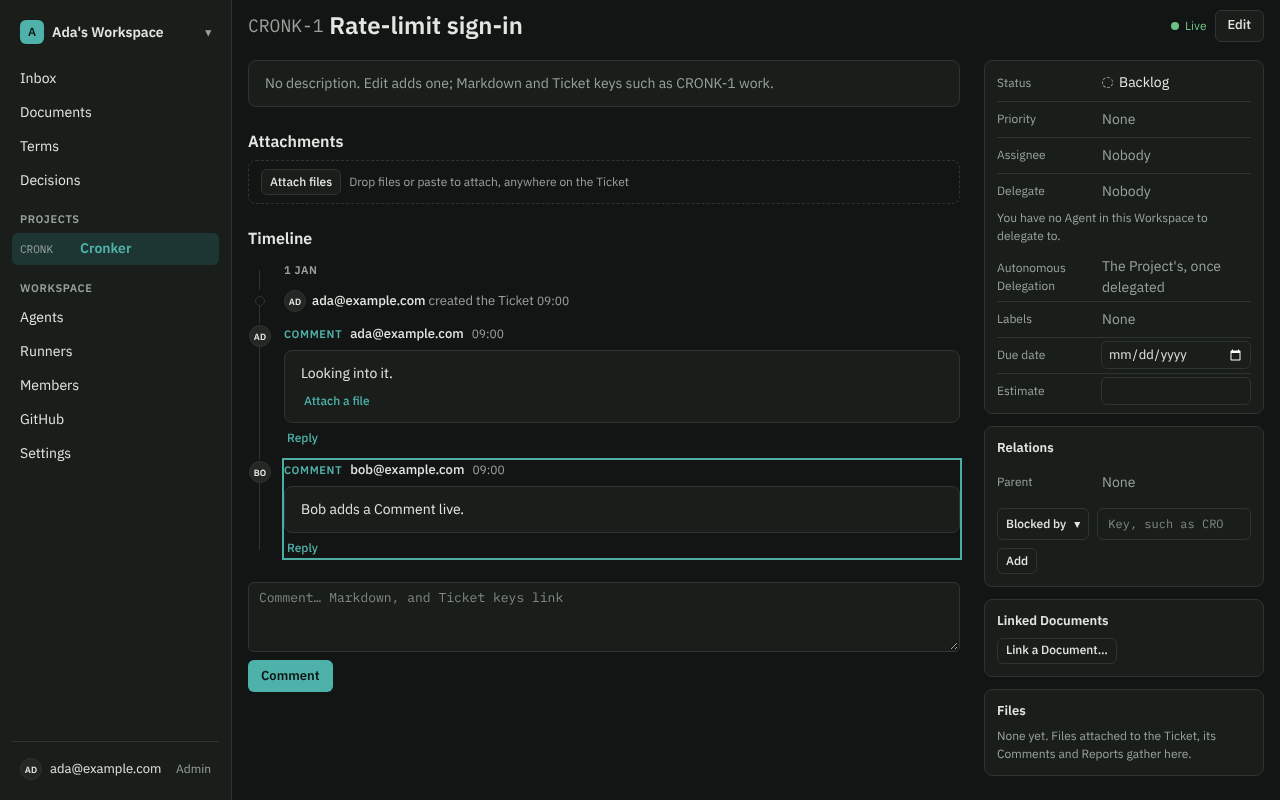 A Ada's Workspace ▾
Inbox
Documents
Terms
Decisions
PROJECTS
CRONK Cronker
WORKSPACE
Agents
Runners
Members
GitHub
Settings
AD ada@example.com Admin
CRONK-1 Rate-limit sign-in
Live
Edit
No description. Edit adds one; Markdown and Ticket keys such as CRONK-1 work.
Attachments
Attach files Drop files or paste to attach, anywhere on the Ticket
Timeline
1 JAN
AD ada@example.com created the Ticket 09:00
AD COMMENT ada@example.com 09:00
Looking into it.
Attach a file
Reply
BO COMMENT bob@example.com 09:00
Bob adds a Comment live.
Reply
Comment… Markdown, and Ticket keys link
Comment
Status Backlog
Priority None
Assignee Nobody
Delegate Nobody
You have no Agent in this Workspace to
delegate to.
Autonomous Delegation The Project's, once delegated
Labels None
Due date mm/dd/yyyy
Estimate
Relations
Parent None
Blocked by ▾ Key, such as CRO
Add
Linked Documents
Link a Document…
Files
None yet. Files attached to the Ticket, its
Comments and Reports gather here.